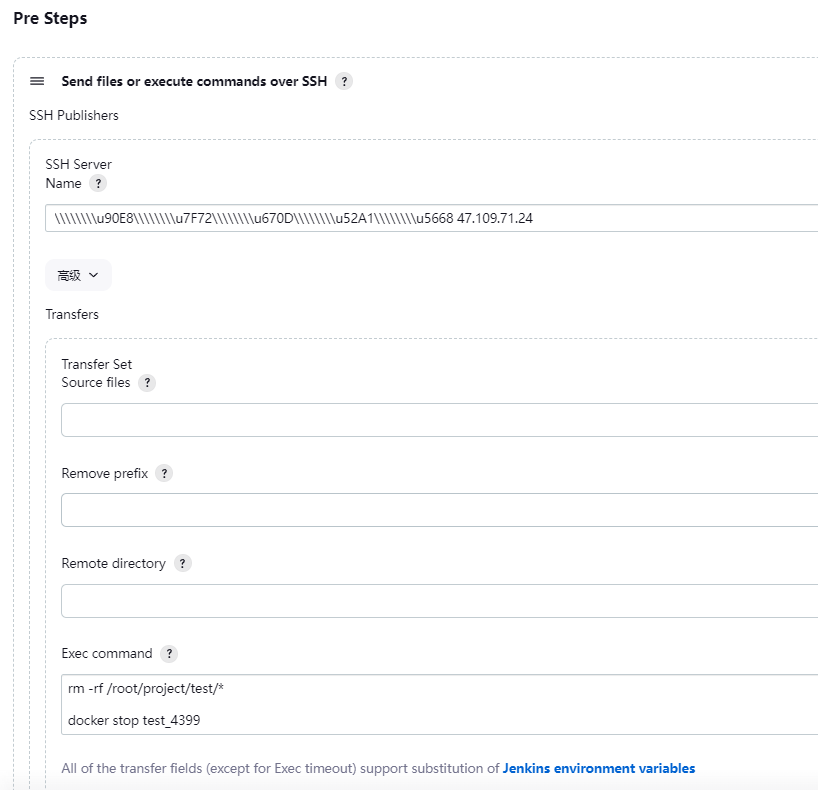 Pre Steps
Send files or execute commands over SSH ?
SSH Publishers
SSH Server
Name ?
\\\\\\\\u90E8\\\\\\\\u7F72\\\\\\\\u670D\\\\\\\\u52A1\\\\\\\\u5668 47.109.71.24
高级
Transfers
Transfer Set
Source files ?
Remove prefix ?
Remote directory ?
Exec command ?
rm -rf /root/project/test/*
docker stop test_4399
All of the transfer fields (except for Exec timeout) support substitution of Jenkins environment variables